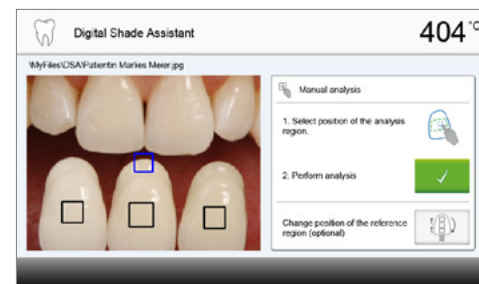 Digital Shade Assistant
404 °C
\MyFiles\DSA\Patientin Marlies Meier.jpg
Manual analysis
1. Select position of the analysis
region.
2. Perform analysis
Change position of the reference
region (optional)